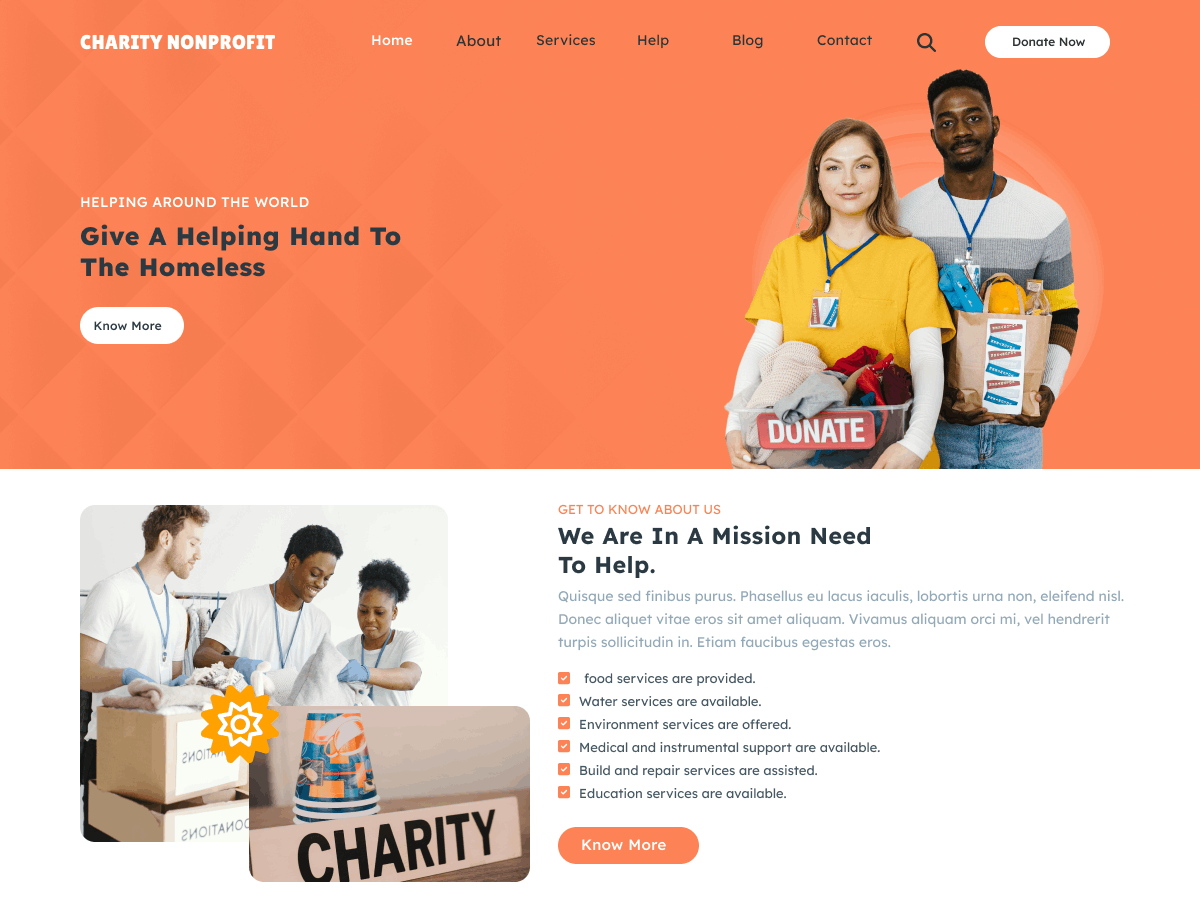 CHARITY NONPROFIT
Home
About
Services
Help
Blog
Contact
Donate Now
HELPING AROUND THE WORLD
Give A Helping Hand To
The Homeless
Know More
DONATE
GET TO KNOW ABOUT US
We Are In A Mission Need
To Help.
Quisque sed finibus purus. Phasellus eu lacus iaculis, lobortis urna non, eleifend nisl.
Donec aliquet vitae eros sit amet aliquam. Vivamus aliquam orci mi, vel hendrerit
turpis sollicitudin in. Etiam faucibus egestas eros.
food services are provided.
Water services are available.
Environment services are offered.
Medical and instrumental support are available.
Build and repair services are assisted.
Education services are available.
DONATIONS
CHARITY
Know More